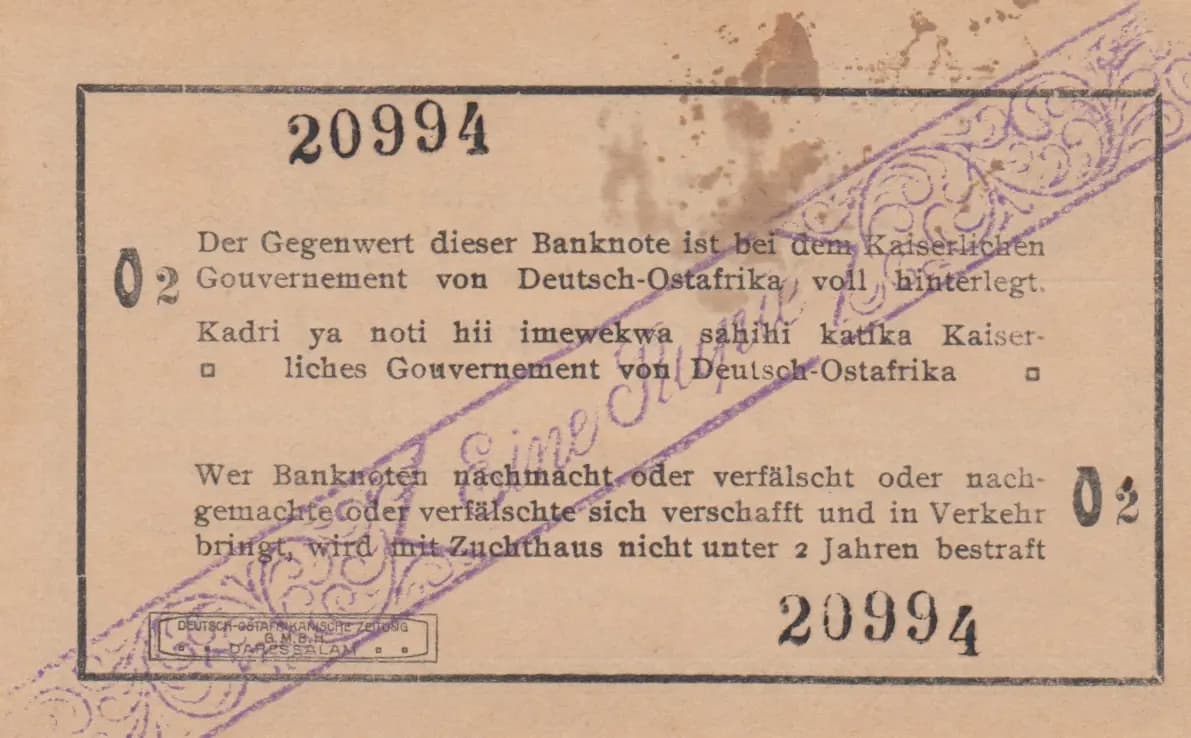 20994
Der Gegenwert dieser Banknote ist bei dem Kaiserlichen
O2 Gouvernement von Deutsch-Ostafrika voll hinterlegt.
Kadri ya noti hii imewekwa sahihi katika Kaiser-
liches Gouvernement von Deutsch-Ostafrika
Eine Rupie
Wer Banknoten nachmacht oder verfälscht oder nach-
gemachte oder verfälschte sich verschafft und in Verkehr O2
bringt, wird mit Zuchthaus nicht unter 2 Jahren bestraft
20994
DEUTSCH-OSTAFRIKANISCHE ZEITUNG
G.M.B.H.
DARESSALAM